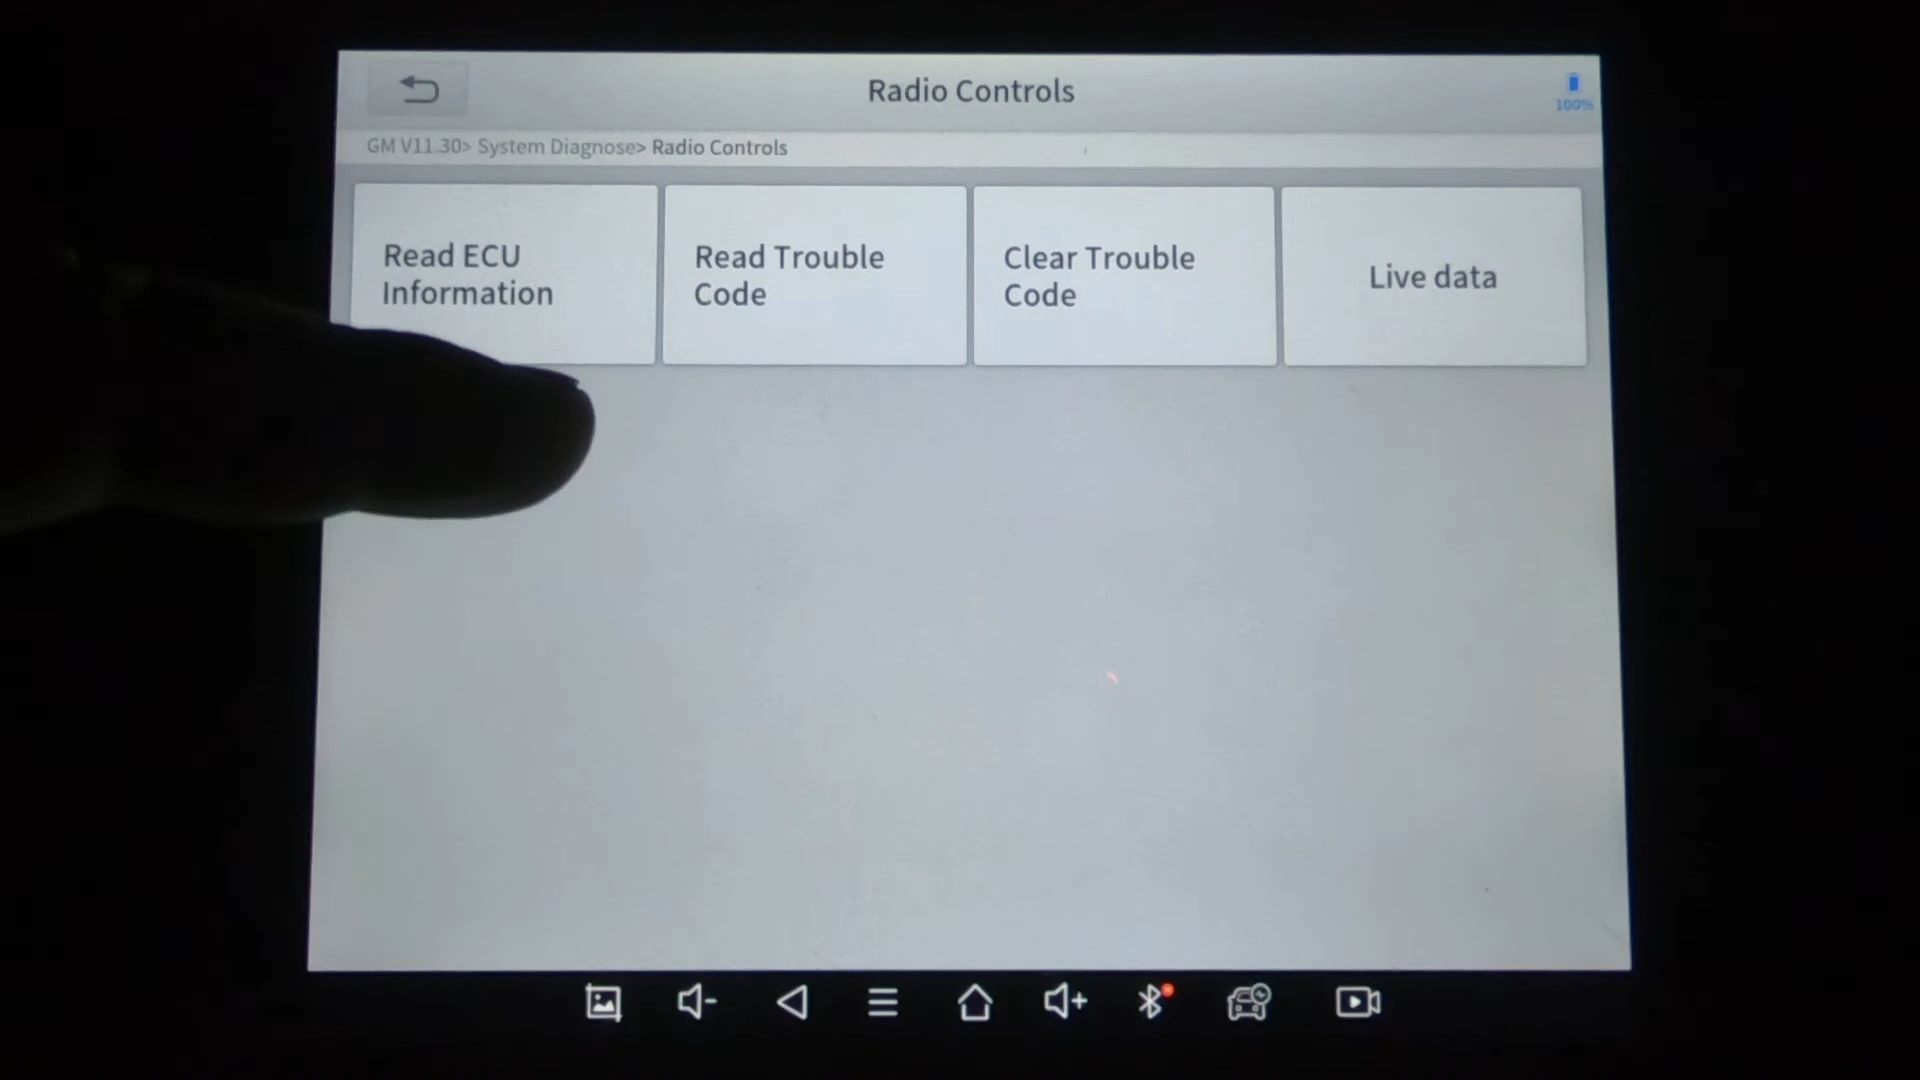 Radio Controls
100%
GM V11.30> System Diagnose> Radio Controls
Read ECU
Information
Read Trouble
Code
Clear Trouble
Code
Live data